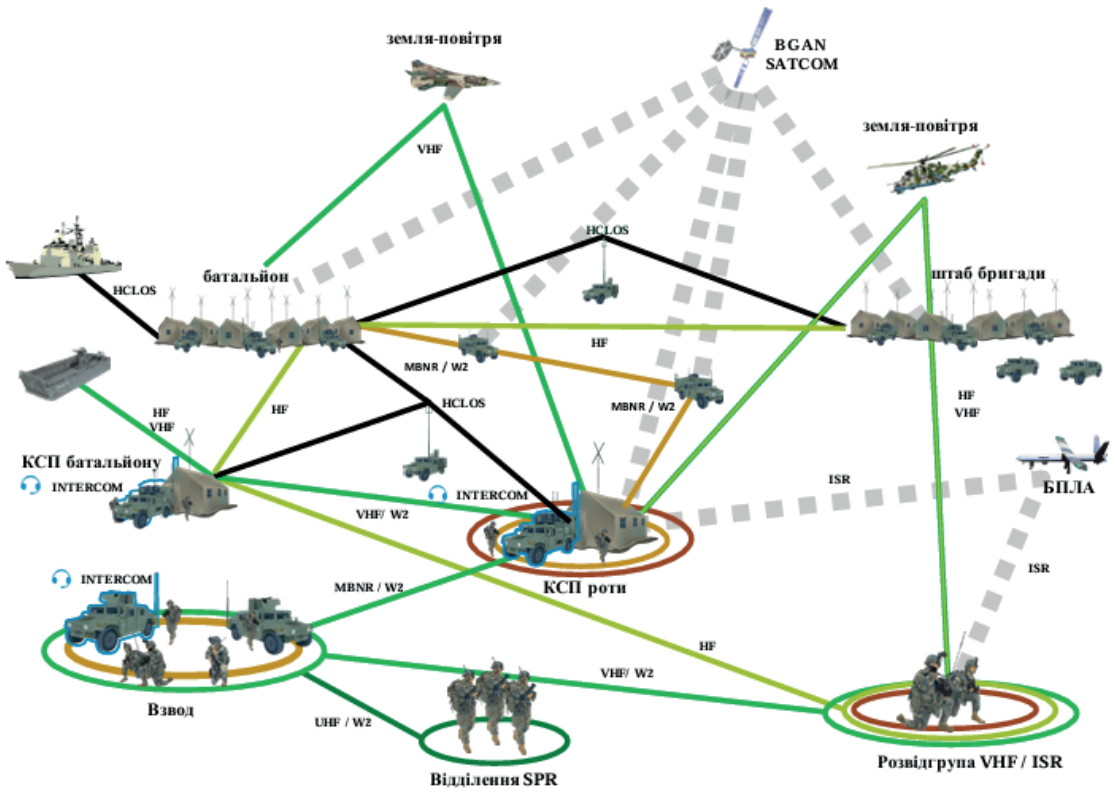 земля-повітря
BGAN
SATCOM
земля-повітря
VHF
HCLOS
батальйон
штаб бригади
HCLOS
HF
MBNR / W2
MBNR / W2
HF
VHF
HF
HF
VHF
HCLOS
КСП батальйону
INTERCOM
INTERCOM
БПЛА
ISR
VHF/ W2
ISR
INTERCOM
MBNR / W2
КСП роти
HF
VHF/ W2
Взвод
UHF / W2
Відділення SPR
Розвідгрупа VHF / ISR